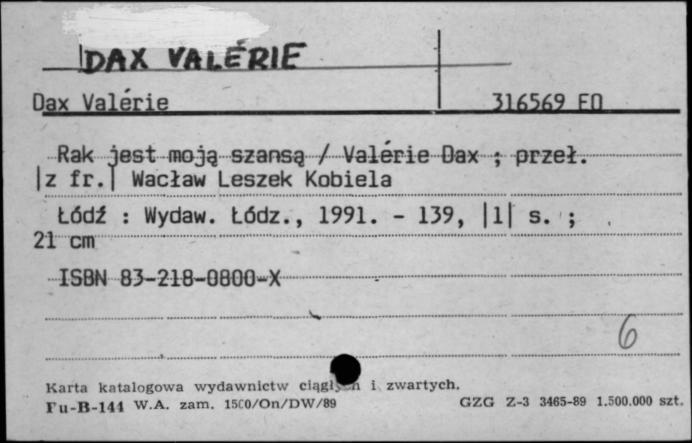 DAX VALÉRIE
Dax Valérie 316569 FO
Rak jest moją szansą / Valérie Dax ; przeł.
|z fr.| Wacław Leszek Kobiela
Łódź : Wydaw. Łódz., 1991. - 139, |1| s. ;
21 cm
ISBN 83-218-0800-X
6
Karta katalogowa wydawnictw ciągłych i zwartych.
Fu-B-144 W.A. zam. 1500/On/DW/89 GZG Z-3 3465-89 1.500.000 szt.